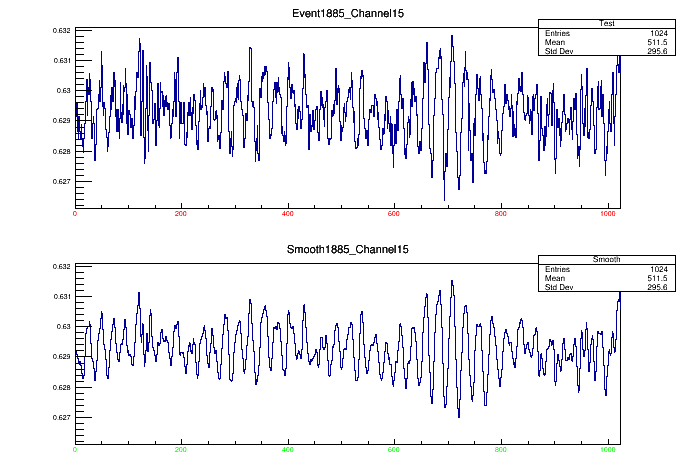 Event1885_Channel15
Test
Entries 1024
Mean 511.5
Std Dev 295.6
0.632
0.631
0.63
0.629
0.628
0.627
0 200 400 600 800 1000
Smooth1885_Channel15
Smooth
Entries 1024
Mean 511.5
Std Dev 295.6
0.632
0.631
0.63
0.629
0.628
0.627
0 200 400 600 800 1000